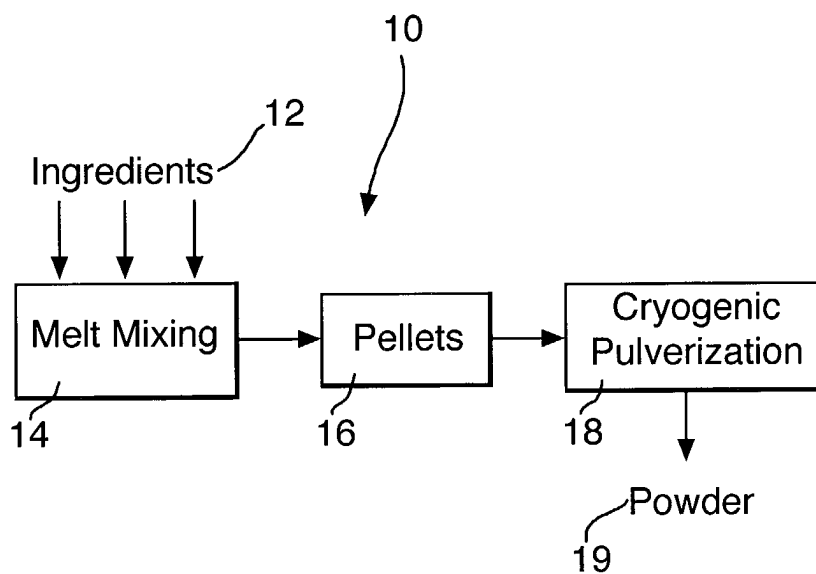 10
12
Ingredients
Melt Mixing
Pellets
Cryogenic
Pulverization
14
16
18
Powder
19